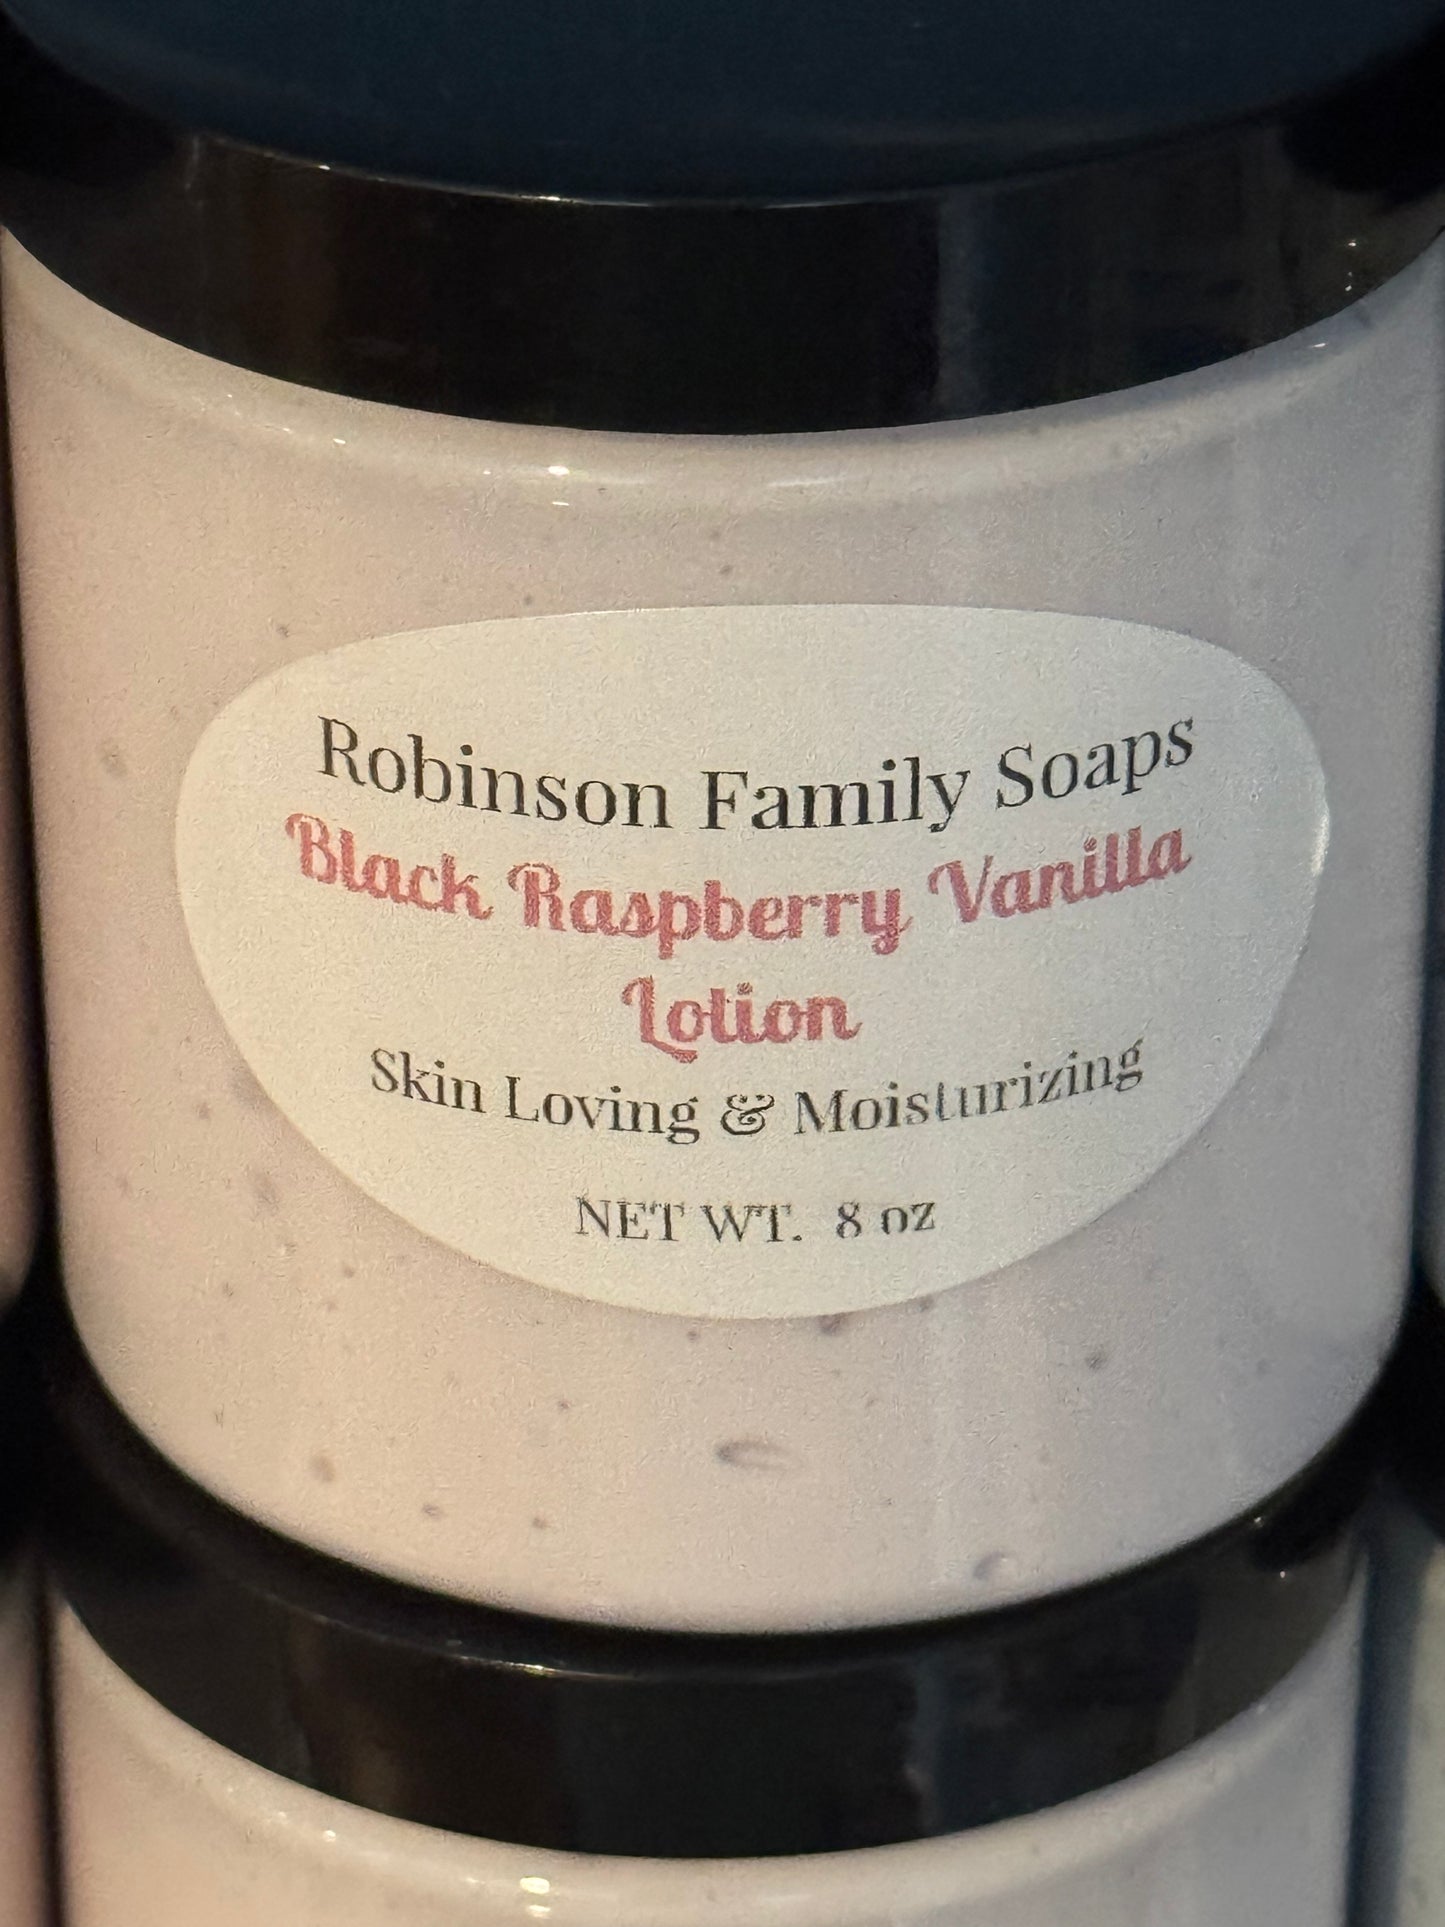 Robinson Family Soaps
Black Raspberry Vanilla
Lotion
Skin Loving & Moisturizing
NET WT. 8 oz